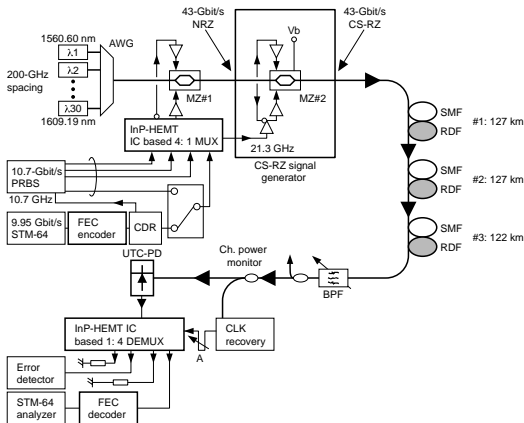 43-Gbit/s
NRZ
43-Gbit/s
CS-RZ
1560.60 nm
AWG
λ1
λ2
λ30
200-GHz
spacing
1609.19 nm
Vb
MZ#1
MZ#2
InP-HEMT
IC based 4: 1 MUX
21.3 GHz
CS-RZ signal
generator
SMF
RDF
#1: 127 km
SMF
RDF
#2: 127 km
SMF
RDF
#3: 122 km
10.7-Gbit/s
PRBS
10.7 GHz
9.95 Gbit/s
STM-64
FEC
encoder
CDR
UTC-PD
Ch. power
monitor
BPF
InP-HEMT IC
based 1: 4 DEMUX
A
CLK
recovery
Error
detector
STM-64
analyzer
FEC
decoder